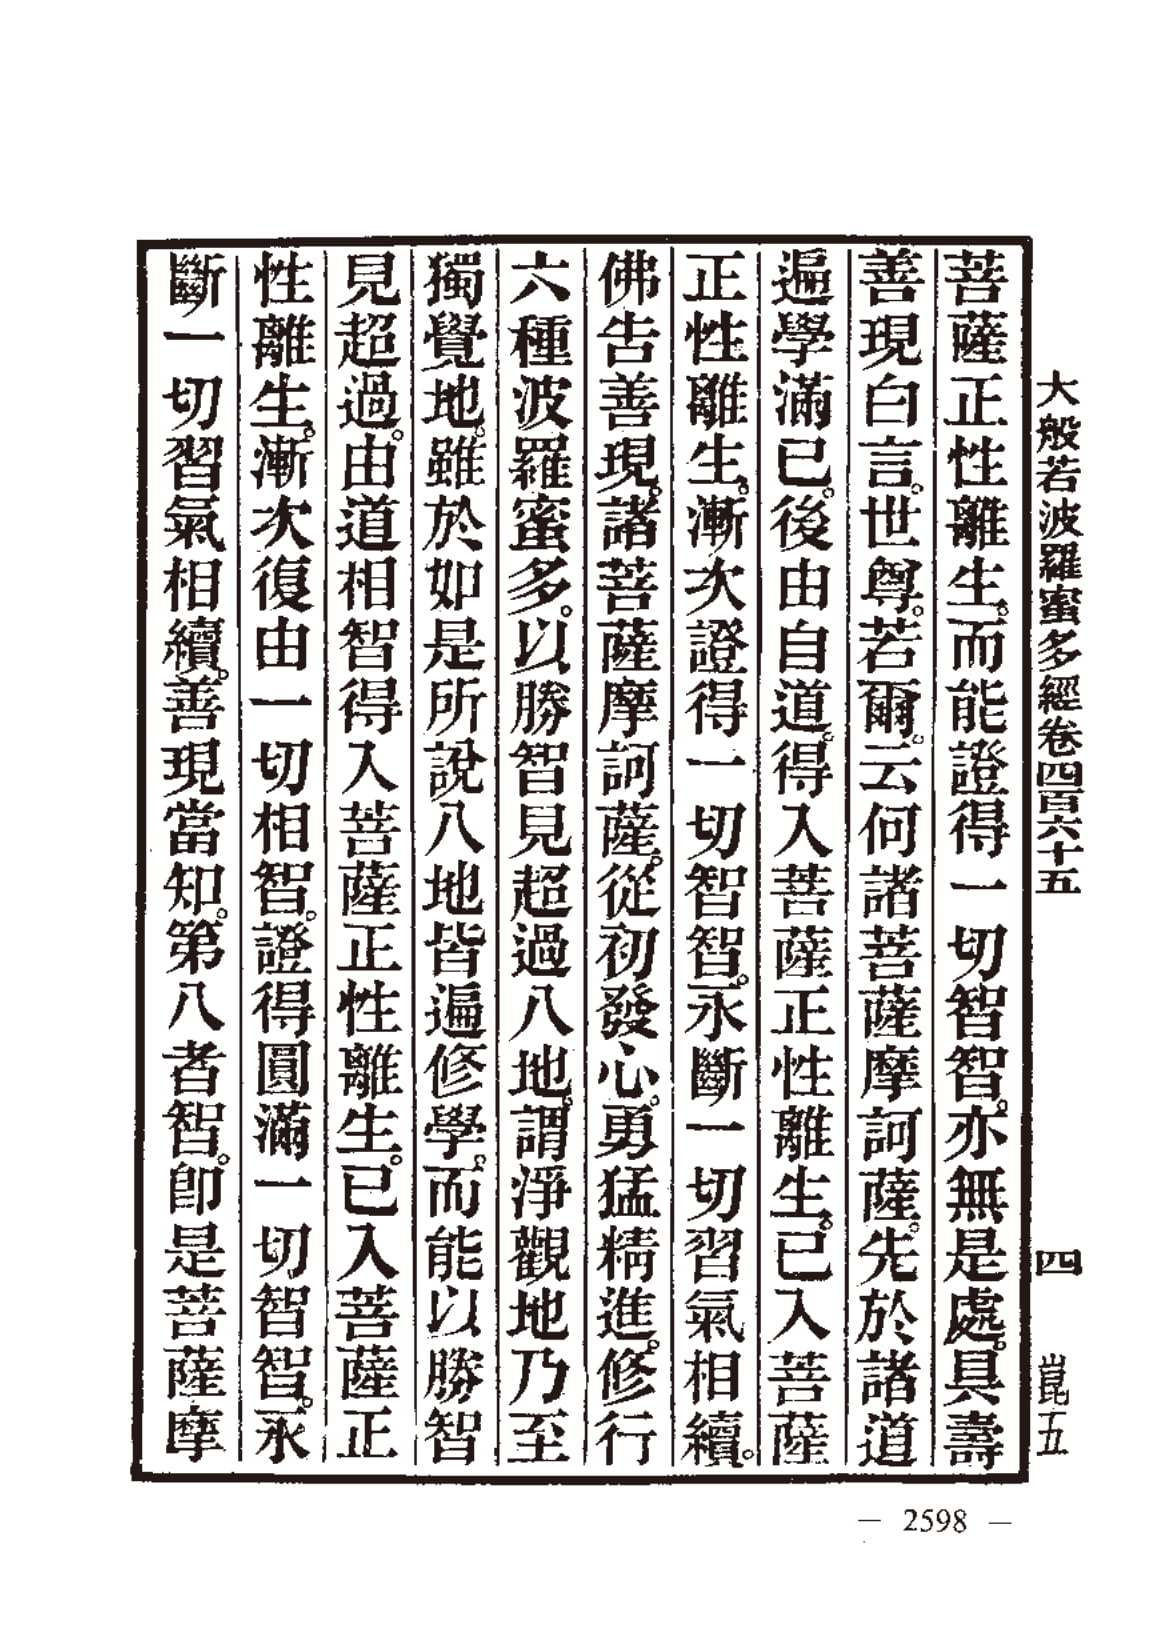 大般若波羅蜜多經卷四百六十五　四　崑五
菩薩正性離生。而能證得一切智智。亦無是處。具壽
善現白言。世尊。若爾。云何諸菩薩摩訶薩。先於諸道
遍學滿已。後由自道。得入菩薩正性離生。已入菩薩
正性離生。漸次證得一切智智。永斷一切習氣相續。
佛告善現。諸菩薩摩訶薩。從初發心。勇猛精進。修行
六種波羅蜜多。以勝智見超過八地。謂淨觀地乃至
獨覺地。雖於如是所說八地皆遍修學。而能以勝智
見超過。由道相智得入菩薩正性離生。已入菩薩正
性離生。漸次復由一切相智。證得圓滿一切智智。永
斷一切習氣相續。善現當知。第八者智。即是菩薩摩
— 2598 —